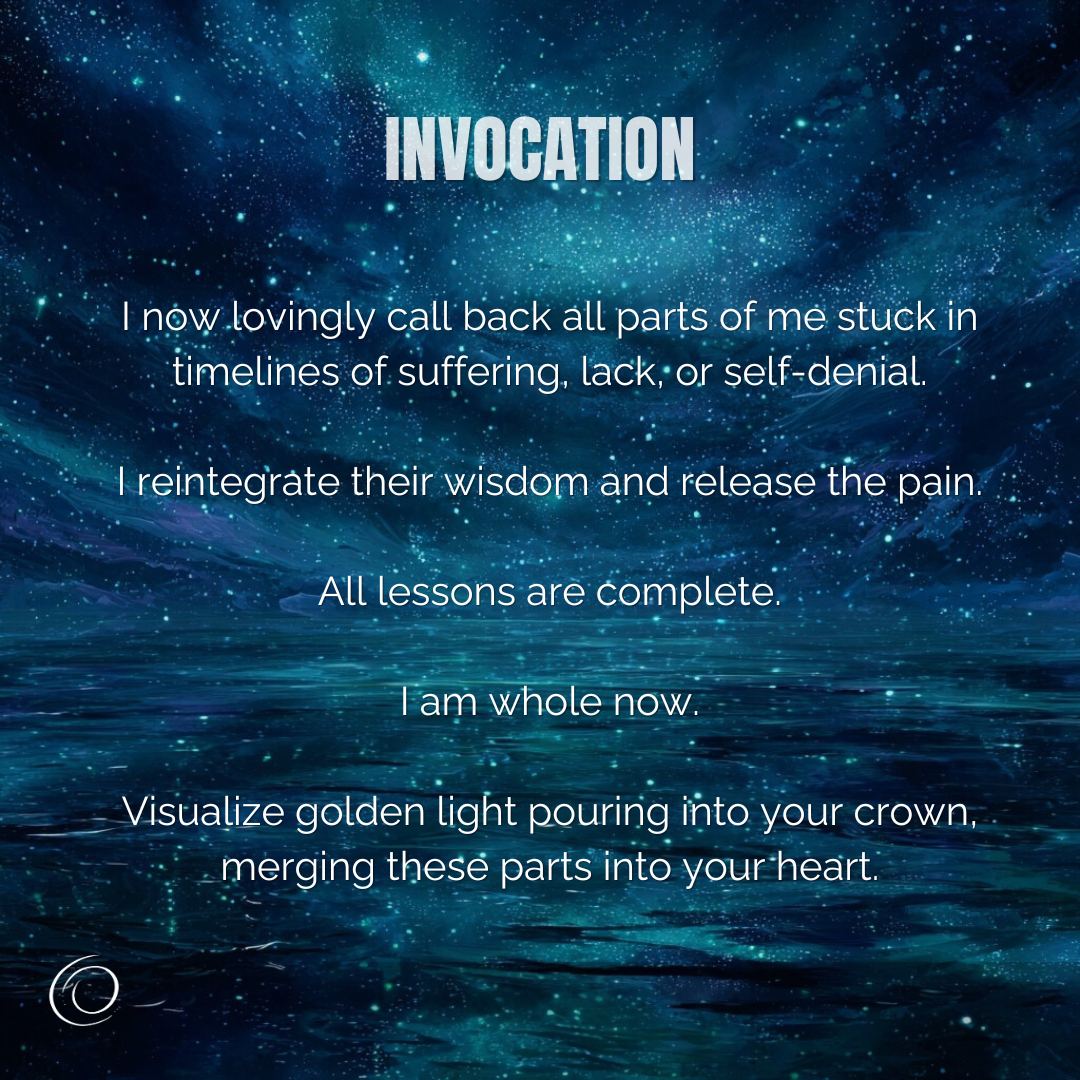 INVOCATION
I now lovingly call back all parts of me stuck in
timelines of suffering, lack, or self-denial.
I reintegrate their wisdom and release the pain.
All lessons are complete.
I am whole now.
Visualize golden light pouring into your crown,
merging these parts into your heart.